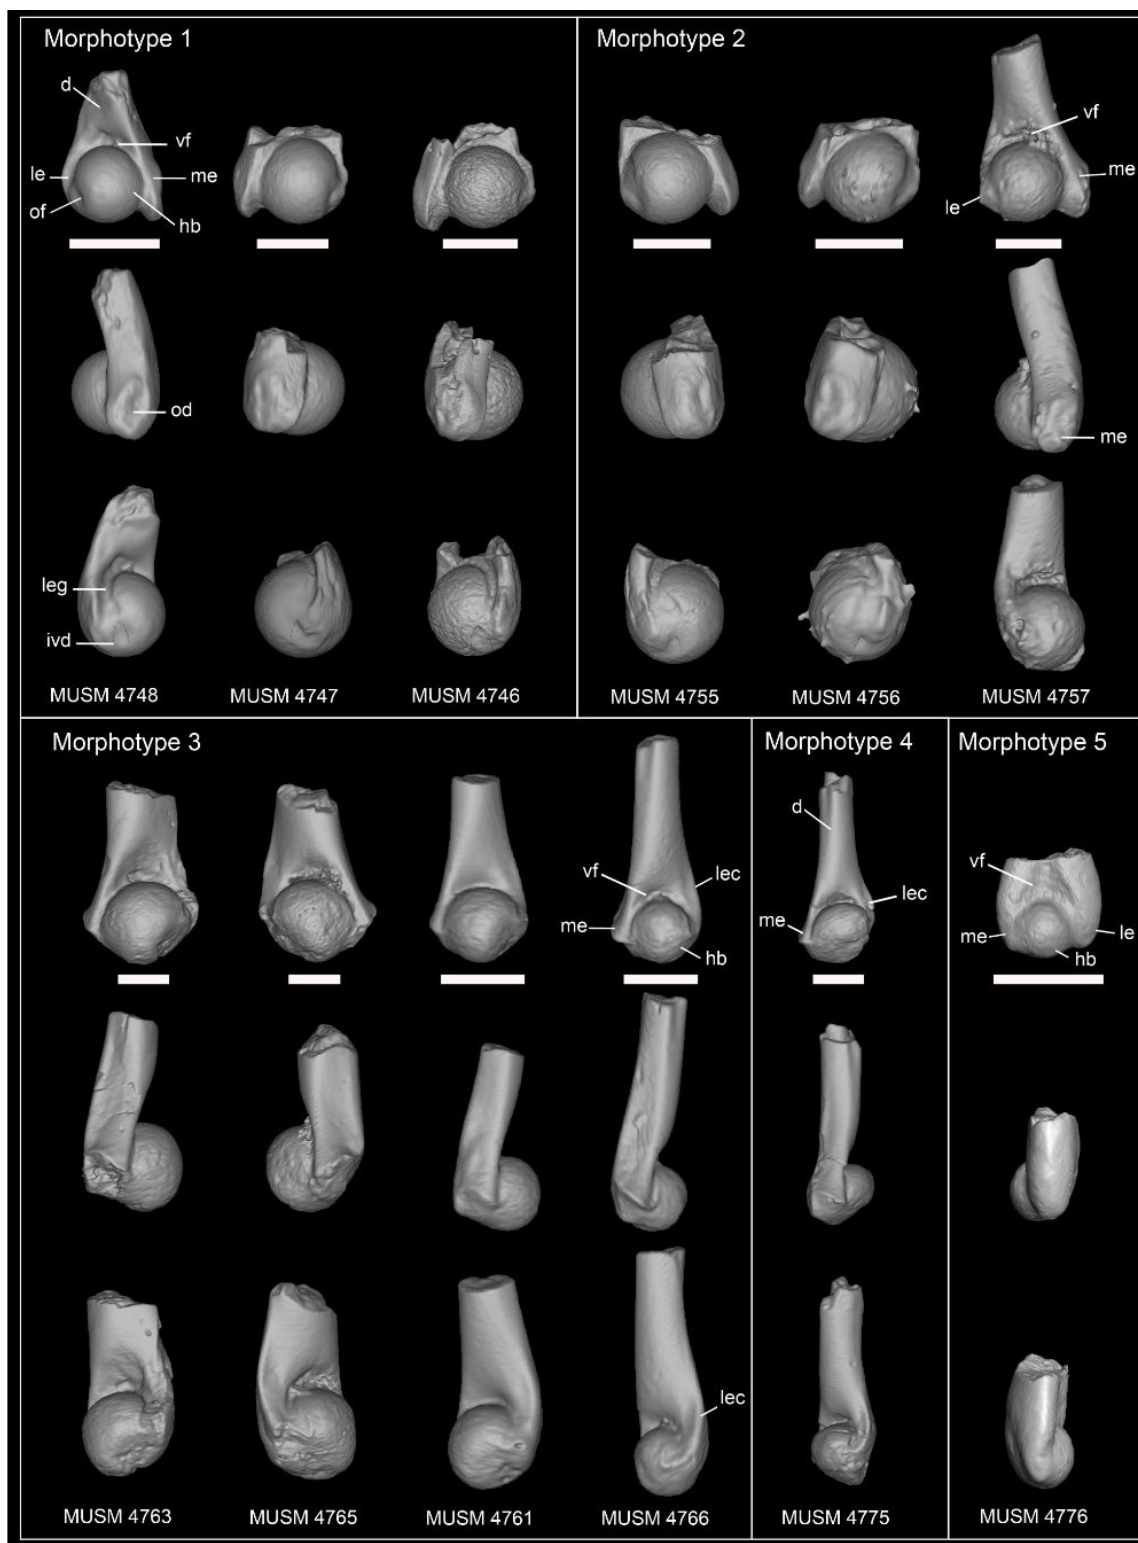 Morphotype 1
d
vf
le
me
of
hb
od
leg
ivd
MUSM 4748
MUSM 4747
MUSM 4746
Morphotype 2
vf
me
le
me
MUSM 4755
MUSM 4756
MUSM 4757
Morphotype 3
vf
lec
me
hb
lec
MUSM 4763
MUSM 4765
MUSM 4761
MUSM 4766
Morphotype 4
d
lec
me
MUSM 4775
Morphotype 5
vf
me
le
hb
MUSM 4776